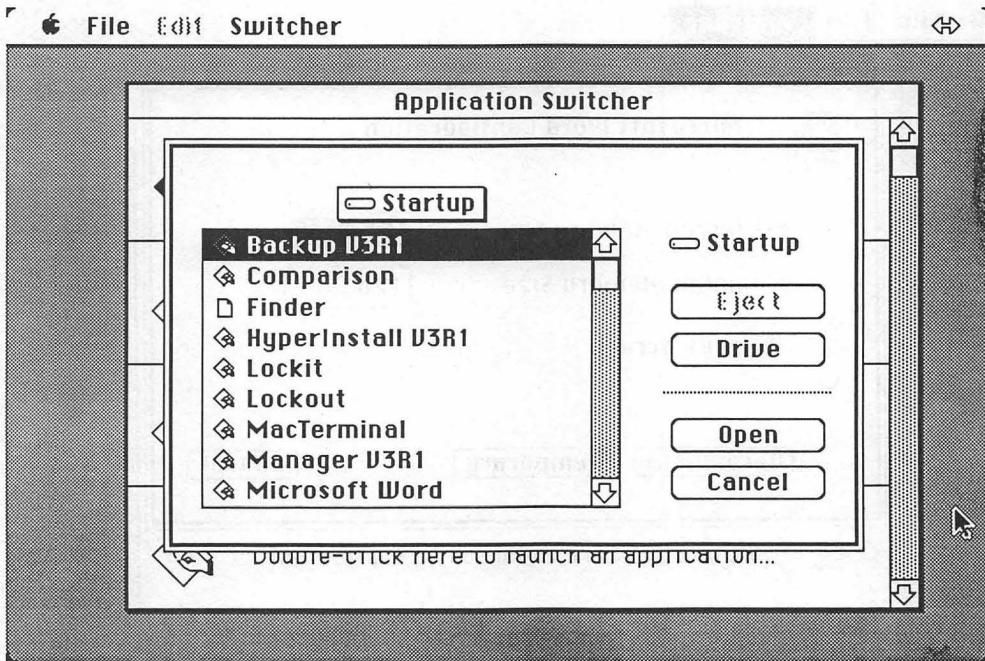 File Edit Switcher
Application Switcher
Startup
Backup V3R1
Comparison
Finder
HyperInstall V3R1
Lockit
Lockout
MacTerminal
Manager V3R1
Microsoft Word
Startup
Eject
Drive
Open
Cancel
Double-click here to launch an application...